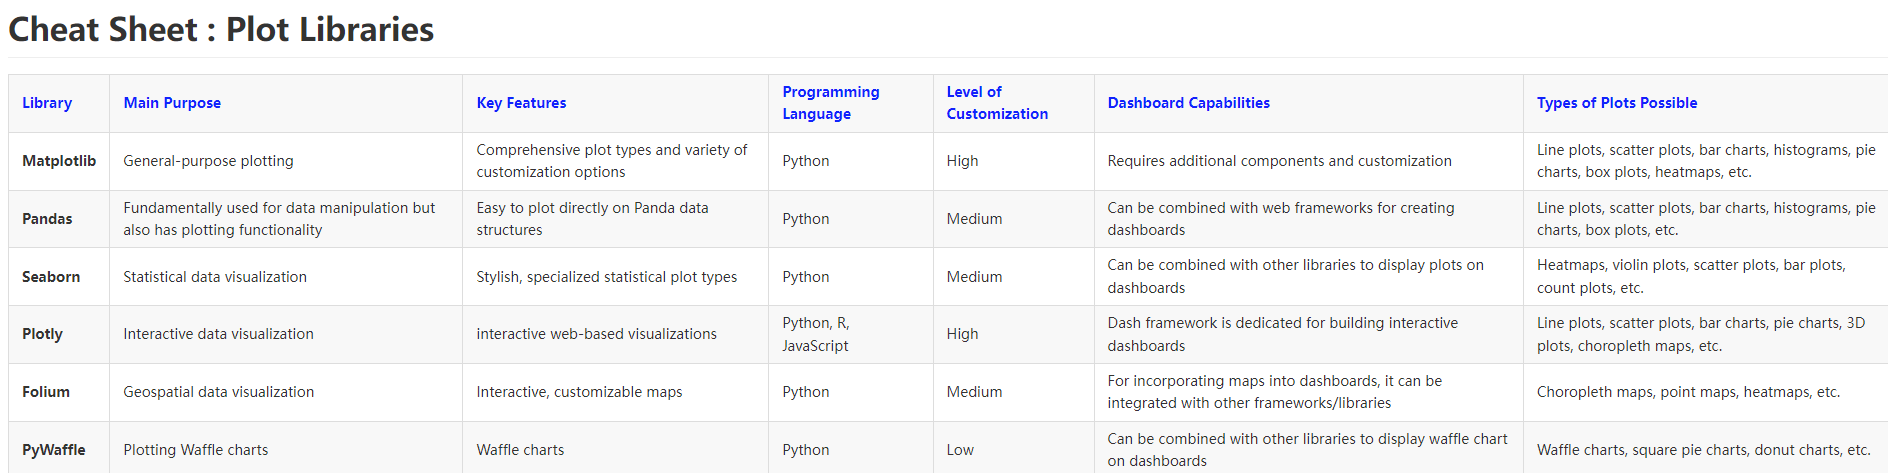 Cheat Sheet : Plot Libraries
Library Main Purpose Key Features Programming Language Level of Customization Dashboard Capabilities Types of Plots Possible
Matplotlib General-purpose plotting Comprehensive plot types and variety of customization options Python High Requires additional components and customization Line plots, scatter plots, bar charts, histograms, pie charts, box plots, heatmaps, etc.
Pandas Fundamentally used for data manipulation but also has plotting functionality Easy to plot directly on Panda data structures Python Medium Can be combined with web frameworks for creating dashboards Line plots, scatter plots, bar charts, histograms, pie charts, box plots, etc.
Seaborn Statistical data visualization Stylish, specialized statistical plot types Python Medium Can be combined with other libraries to display plots on dashboards Heatmaps, violin plots, scatter plots, bar plots, count plots, etc.
Plotly Interactive data visualization interactive web-based visualizations Python, R, JavaScript High Dash framework is dedicated for building interactive dashboards Line plots, scatter plots, bar charts, pie charts, 3D plots, choropleth maps, etc.
Folium Geospatial data visualization Interactive, customizable maps Python Medium For incorporating maps into dashboards, it can be integrated with other frameworks/libraries Choropleth maps, point maps, heatmaps, etc.
PyWaffle Plotting Waffle charts Waffle charts Python Low Can be combined with other libraries to display waffle chart on dashboards Waffle charts, square pie charts, donut charts, etc.